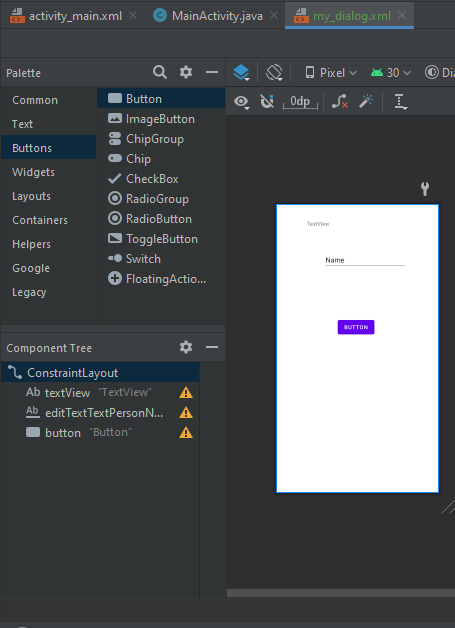 activity_main.xml MainActivity.java my_dialog.xml
Palette Pixel 30
Common Button
Text ImageButton
Buttons ChipGroup
Widgets Chip
Layouts CheckBox
Containers RadioGroup
Helpers RadioButton
Google ToggleButton
Legacy Switch
FloatingActio...
0dp
TextView
Name
BUTTON
Component Tree
ConstraintLayout
Ab textView "TextView"
Ab editTextTextPersonN...
button "Button"